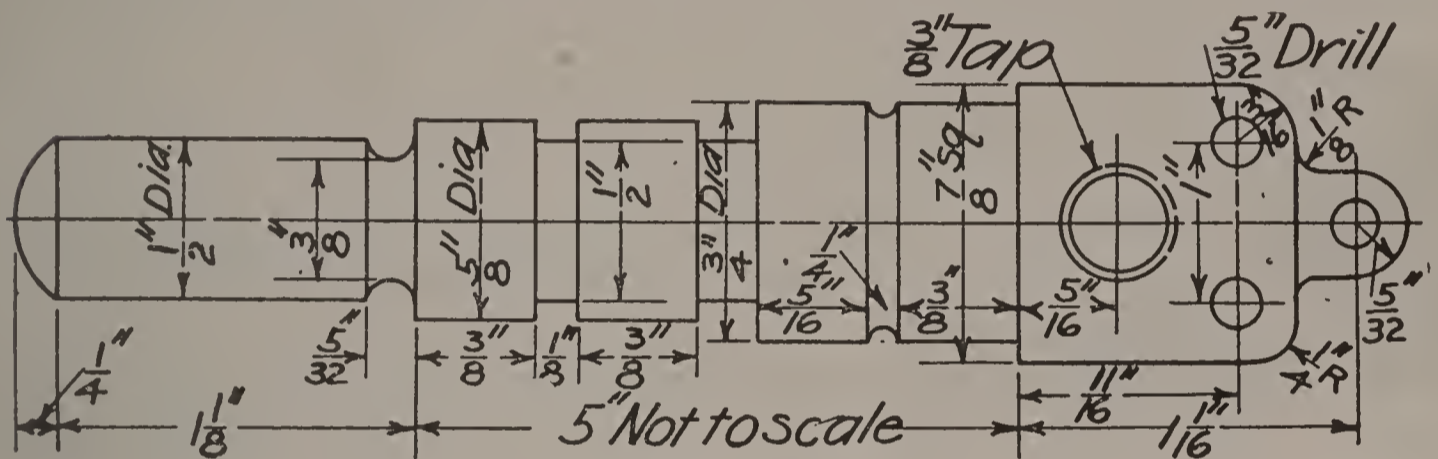 3/8" Tap
5/32" Drill
3/16
1/8" R
1/2" Dia.
3/8"
5/8" Dia
1/2"
3/4" Dia
7/8" Sq
1"
1/4"
5/16"
3/8"
5/16"
5/32"
1/4" R
5/32"
3/8"
1/8"
3/8"
11/16"
1/4"
1 1/8"
5" Not to scale
1 1/16"